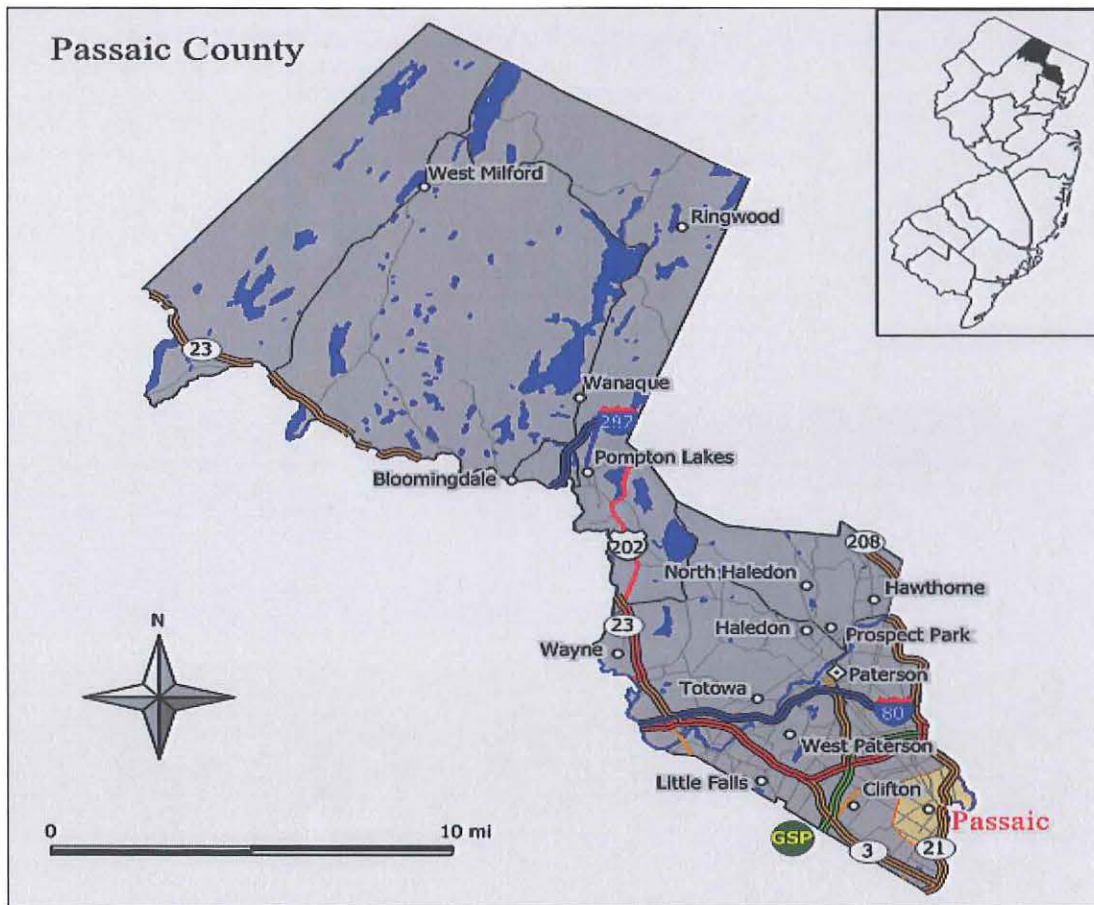 Passaic County
West Milford
Ringwood
23
Wanaque
287
Pompton Lakes
Bloomingdale
202
208
North Haledon
Hawthorne
23
Haledon
Prospect Park
Wayne
N
Paterson
Totowa
80
West Paterson
Little Falls
Clifton
Passaic
0
10 mi
GSP
3
21